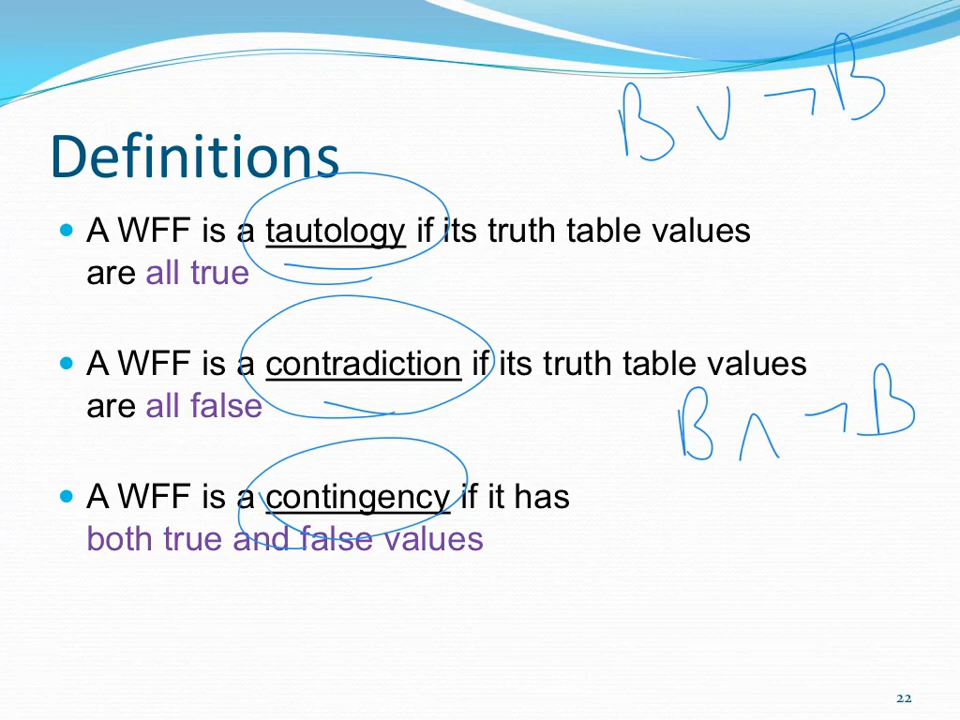 B ∨ ¬B
Definitions
• A WFF is a tautology if its truth table values
are all true
• A WFF is a contradiction if its truth table values
are all false
B ∧ ¬B
• A WFF is a contingency if it has
both true and false values
22